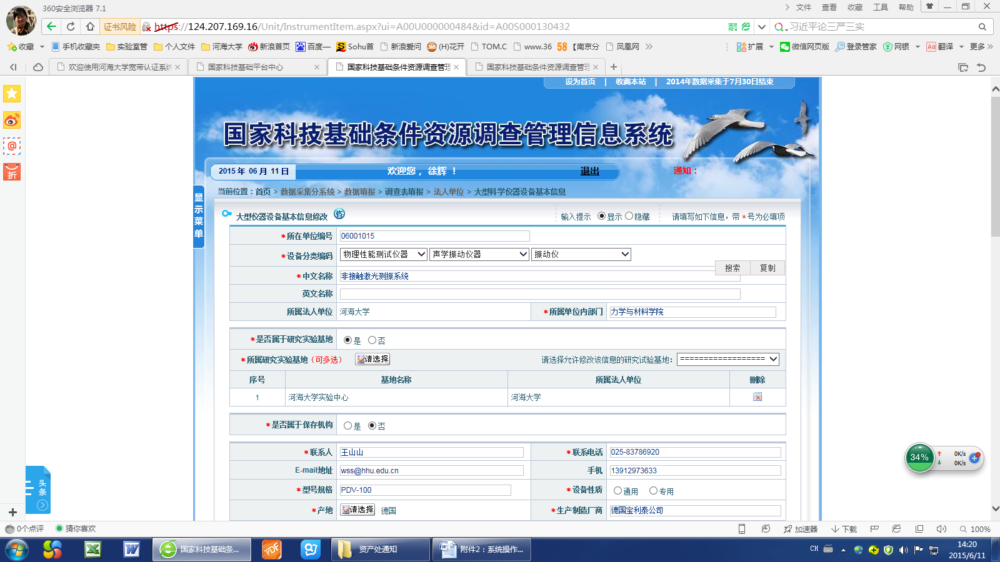 360安全浏览器 7.1
文件 查看 收藏 工具 帮助
证书风险 https://124.207.169.16/Unit/InstrumentItem.aspx?ui=A00U000000484&id=A00S000130432
习近平论三严三实
收藏 手机收藏夹 实验室管 个人文件 河海大学 新浪首页 百度一 Sohu首 新浪爱问 (H)花开 TOM.C www.36 58 【南京分 凤凰网 扩展 微信网页版 登录管家 网银 翻译 更多
欢迎使用河海大学宽带认证系统 国家科技基础平台中心 国家科技基础条件资源调查管理 国家科技基础条件资源调查管理
设为首页 | 收藏本站 | 2014年数据采集于7月30日结束
国家科技基础条件资源调查管理信息系统
2015 年 06 月 11 日 欢迎您 , 徐辉 ! 退出 通知：
显示菜单
当前位置：首页 > 数据采集分系统 > 数据填报 > 调查表填报 > 法人单位 > 大型科学仪器设备基本信息
大型仪器设备基本信息修改 输入提示 显示 隐藏 请填写如下信息，带 * 号为必填项
*所在单位编号 06001015
*设备分类编码 物理性能测试仪器 声学振动仪器 振动仪
搜索 复制
*中文名称 非接触激光测振系统
英文名称
所属法人单位 河海大学 *所属单位内部门 力学与材料学院
*是否属于研究实验基地 是 否
*所属研究实验基地（可多选） 请选择 请选择允许修改该信息的研究试验基地: ==================
序号 基地名称 所属法人单位 删除
1 河海大学实验中心 河海大学
*是否属于保存机构 是 否
*联系人 王山山 *联系电话 025-83786920
E-mail地址 wss@hhu.edu.cn 手机 13912973633
*型号规格 PDV-100 *设备性质 通用 专用
*产地 请选择 德国 *生产制造厂商 德国宝利泰公司
折
头条
34% 0K/s
0K/s
0个点评 猜你喜欢 加速器 下载 100%
国家科技基础条... PDF 资产处通知 附件2：系统操作... CH 14:20
2015/6/11